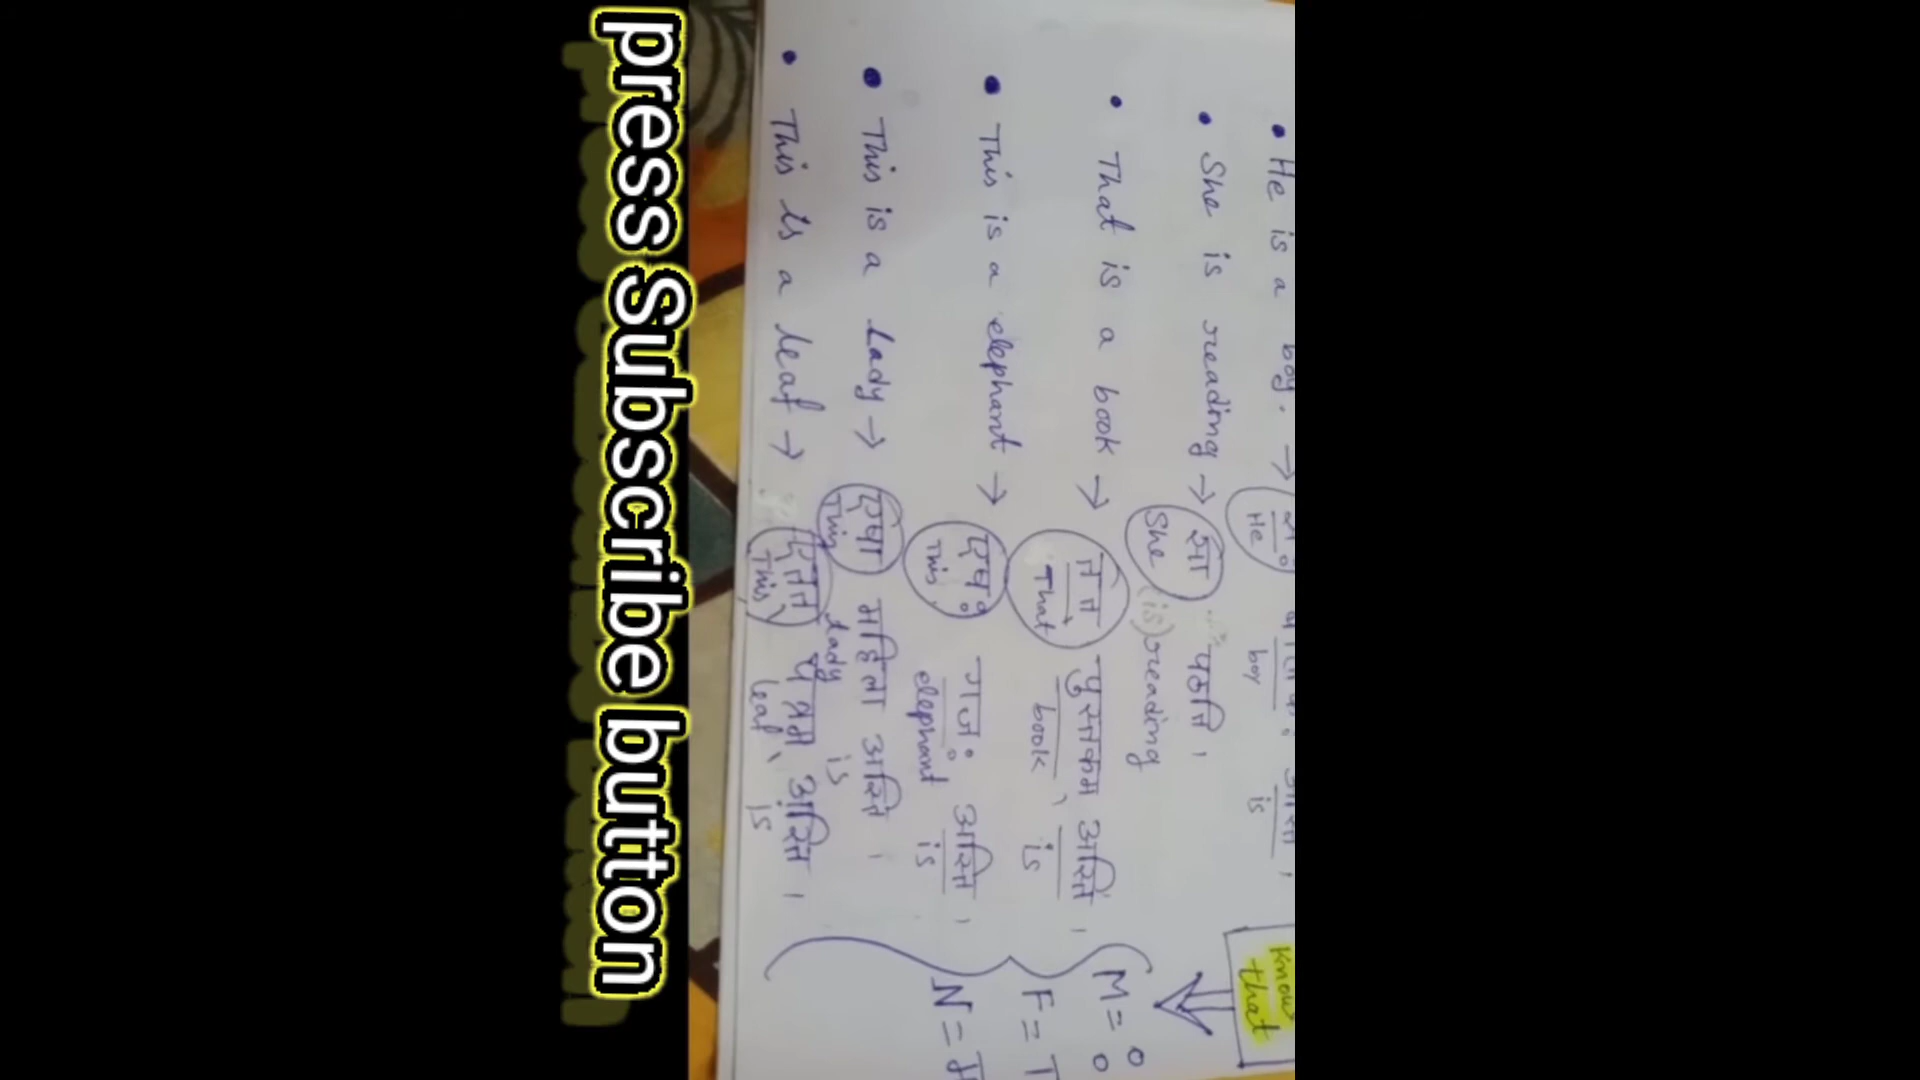 press Subscribe button
• He is a boy. →
He boy is
• She is reading → सा पठति ।
She (is) reading
• That is a book → तत पुस्तकम अस्ति ।
That book is
• This is a elephant → एष: गज: अस्ति ।
This elephant is
• This is a Lady → एषा महिला अस्ति ।
This Lady is
• This is a leaf → एतत पत्रम अस्ति ।
This leaf is
Know
that
M = ः
F = T
N =